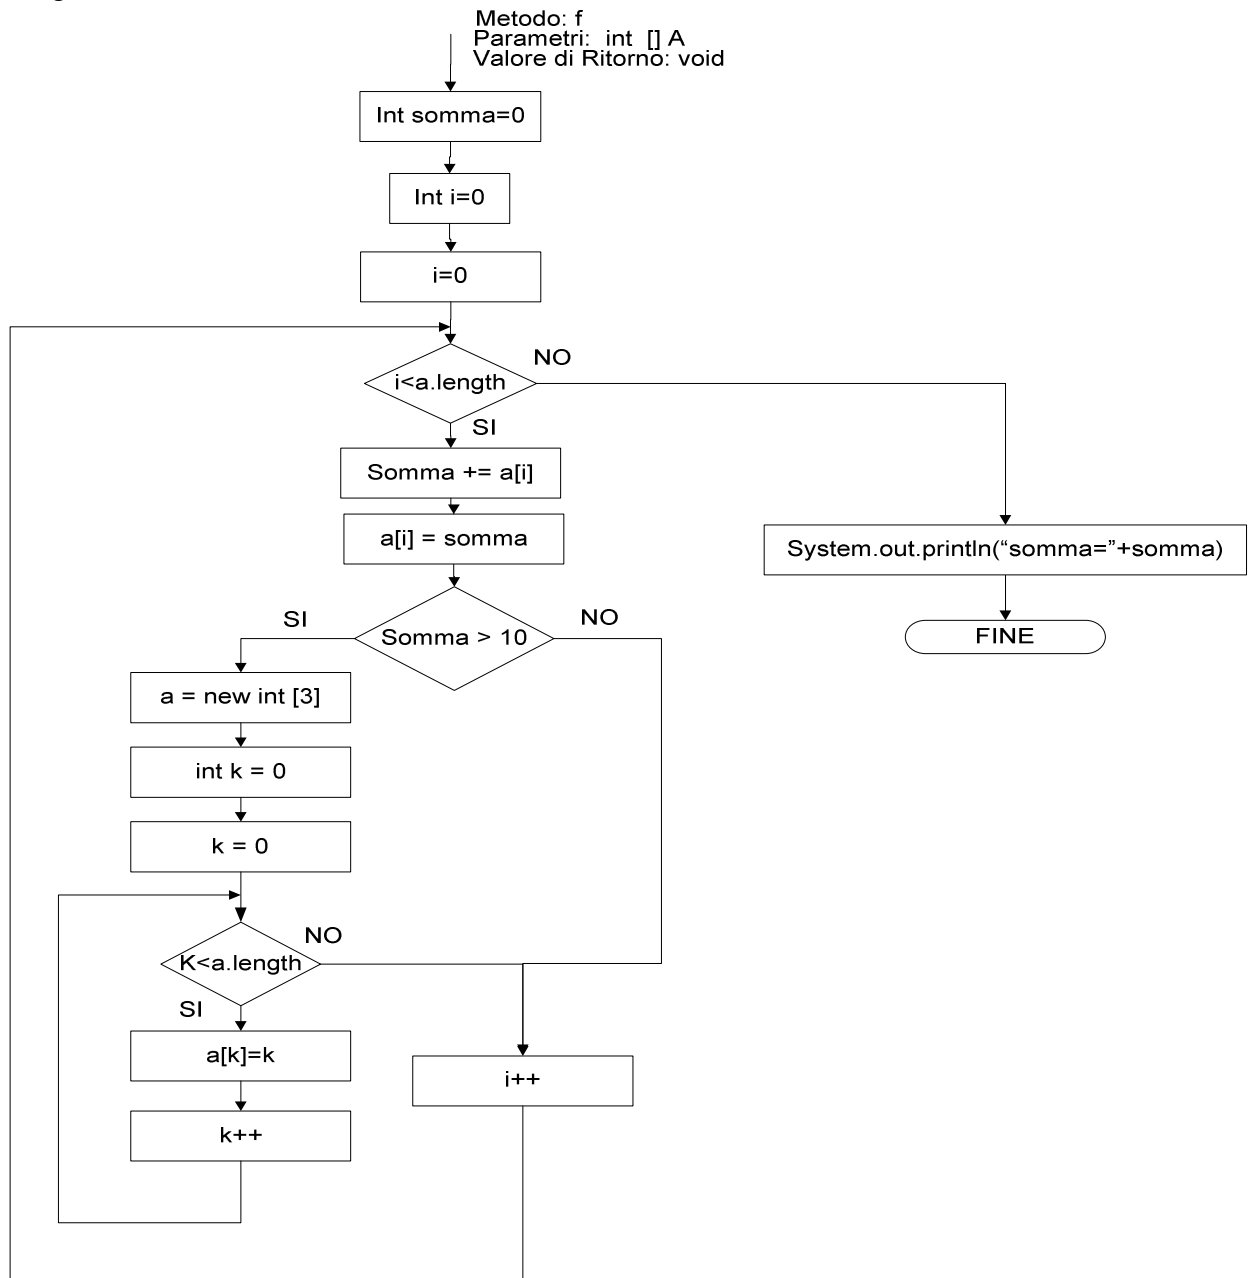 Metodo: f
Parametri: int [] A
Valore di Ritorno: void
Int somma=0
Int i=0
i=0
i<a.length
NO
SI
Somma += a[i]
a[i] = somma
Somma > 10
SI
NO
a = new int [3]
int k = 0
k = 0
K<a.length
NO
SI
a[k]=k
k++
i++
System.out.println(“somma=”+somma)
FINE